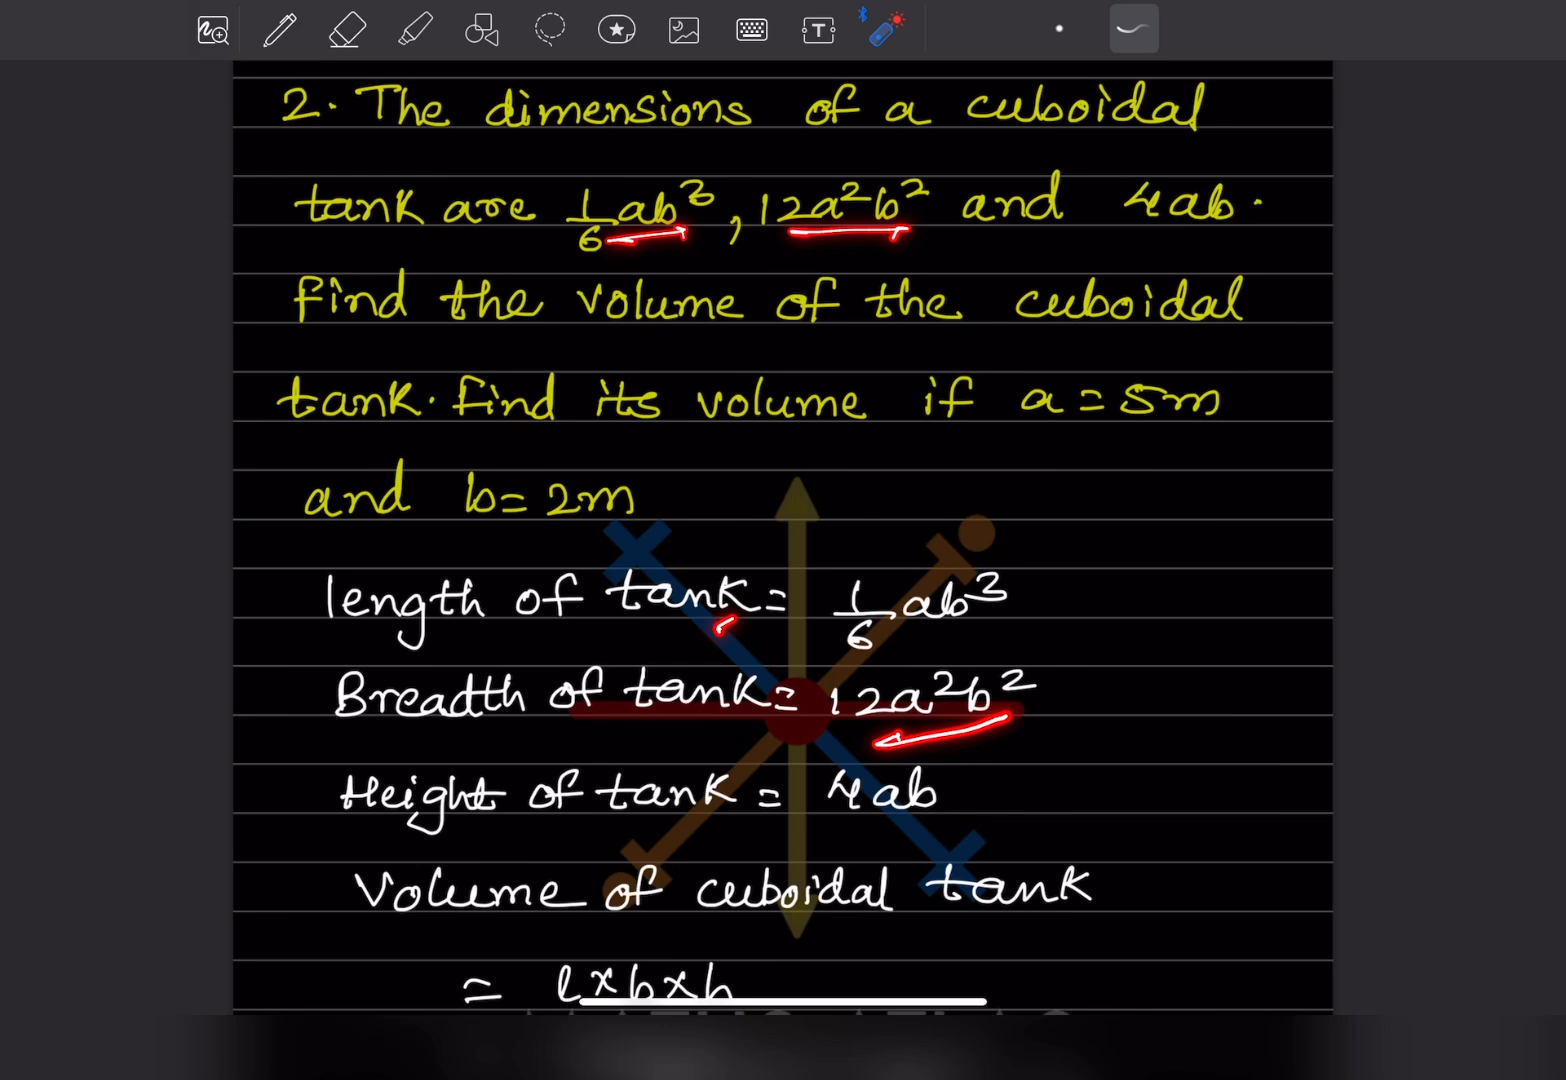 2. The dimensions of a cuboidal
tank are 1/6 ab³, 12a²b² and 4ab.
Find the volume of the cuboidal
tank. Find its volume if a = 5m
and b = 2m
length of tank = 1/6 ab³
Breadth of tank = 12a²b²
Height of tank = 4ab
Volume of cuboidal tank
= l×b×h